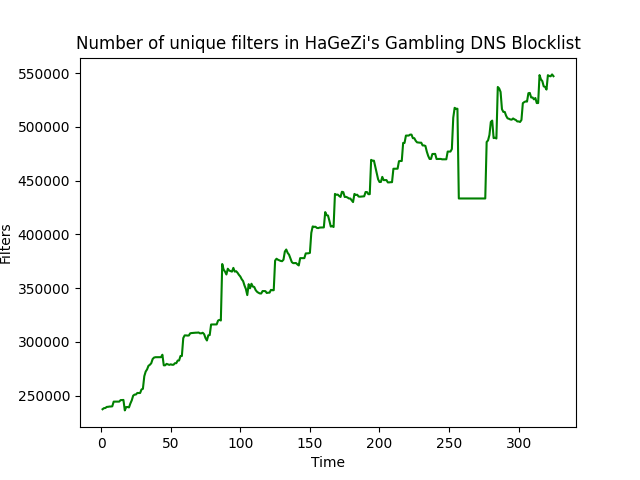 Number of unique filters in HaGeZi's Gambling DNS Blocklist
550000
500000
450000
400000
350000
300000
250000
Filters
0 50 100 150 200 250 300
Time